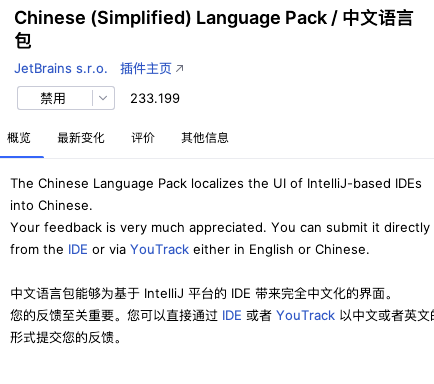 Chinese (Simplified) Language Pack / 中文语言
包
JetBrains s.r.o. 插件主页 ↗
禁用 233.199
概览 最新变化 评价 其他信息
The Chinese Language Pack localizes the UI of IntelliJ-based IDEs
into Chinese.
Your feedback is very much appreciated. You can submit it directly
from the IDE or via YouTrack either in English or Chinese.
中文语言包能够为基于 IntelliJ 平台的 IDE 带来完全中文化的界面。
您的反馈至关重要。您可以直接通过 IDE 或者 YouTrack 以中文或者英文的
形式提交您的反馈。